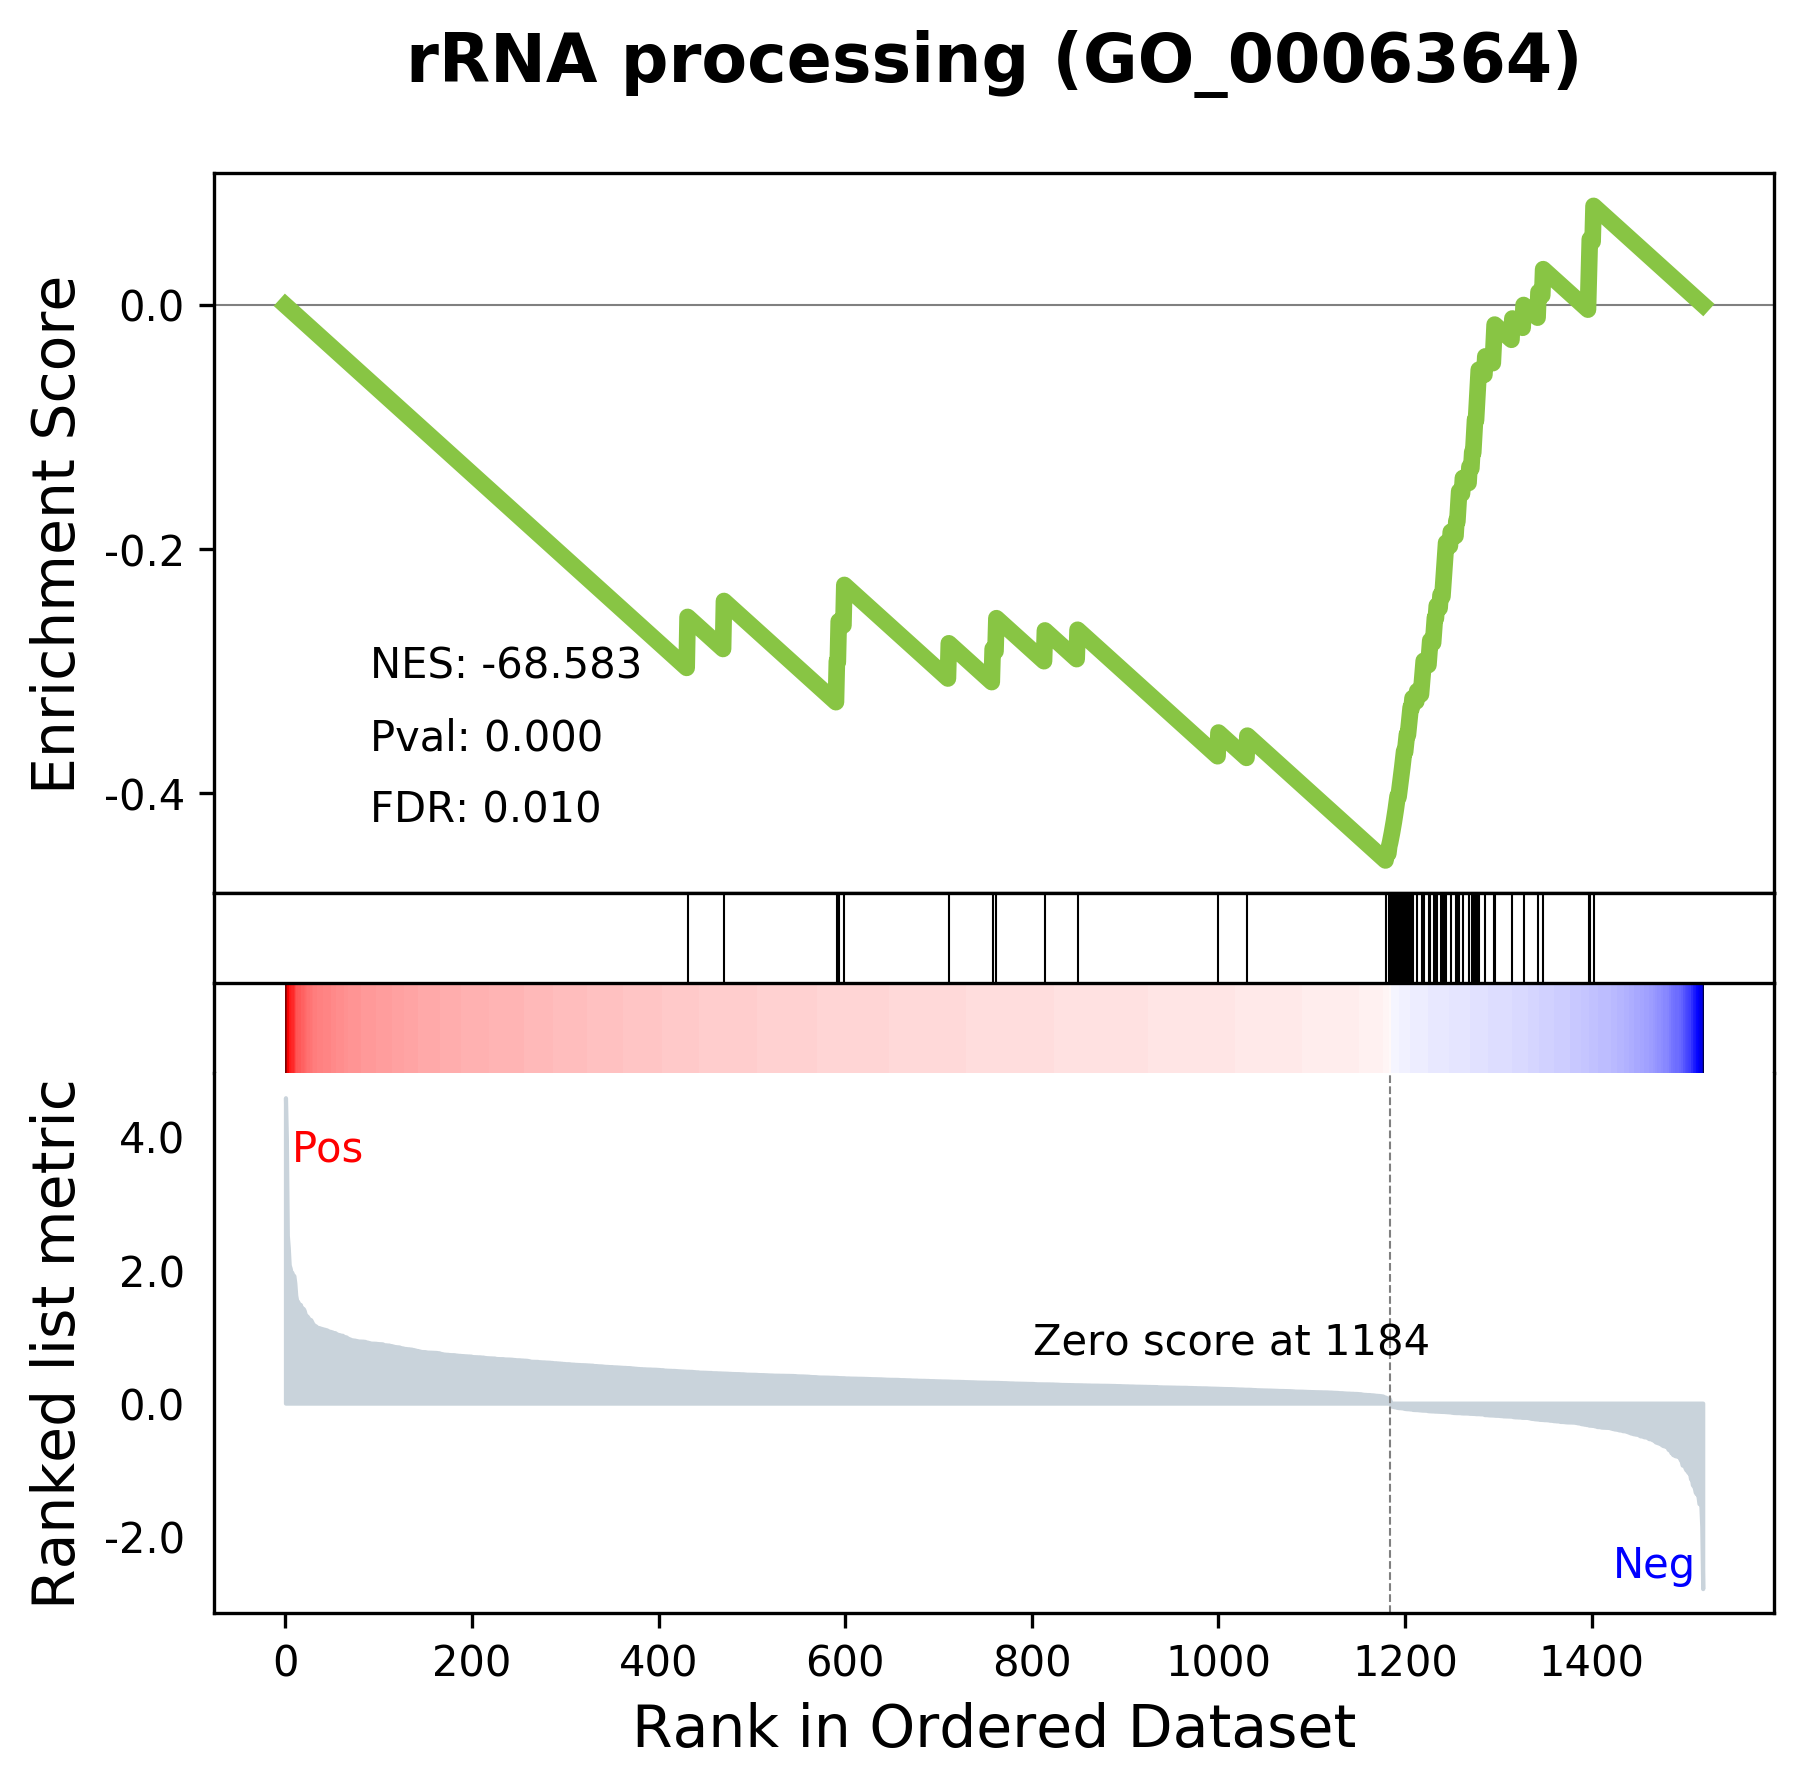 rRNA processing (GO_0006364)
Enrichment Score
0.0
-0.2
-0.4
NES: -68.583
Pval: 0.000
FDR: 0.010
Ranked list metric
4.0
2.0
0.0
-2.0
Pos
Zero score at 1184
Neg
0 200 400 600 800 1000 1200 1400
Rank in Ordered Dataset